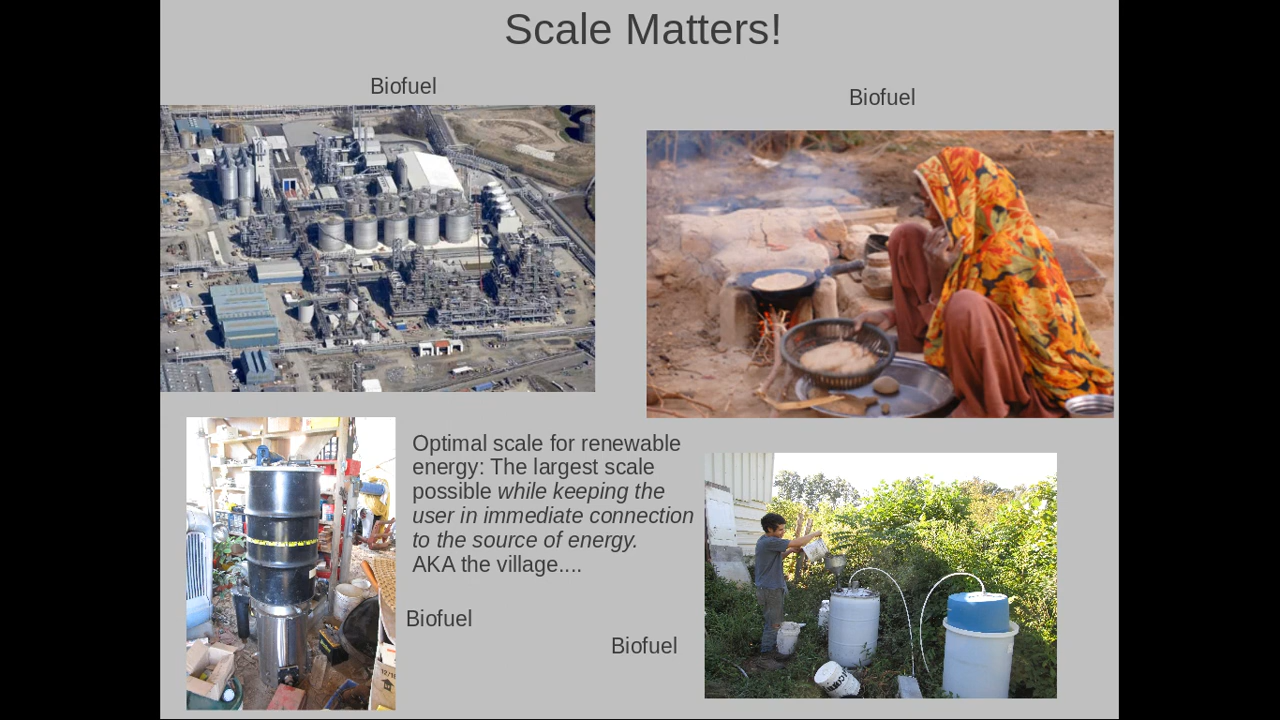 Scale Matters!
Biofuel
Biofuel
Optimal scale for renewable
energy: The largest scale
possible while keeping the
user in immediate connection
to the source of energy.
AKA the village....
Biofuel
Biofuel